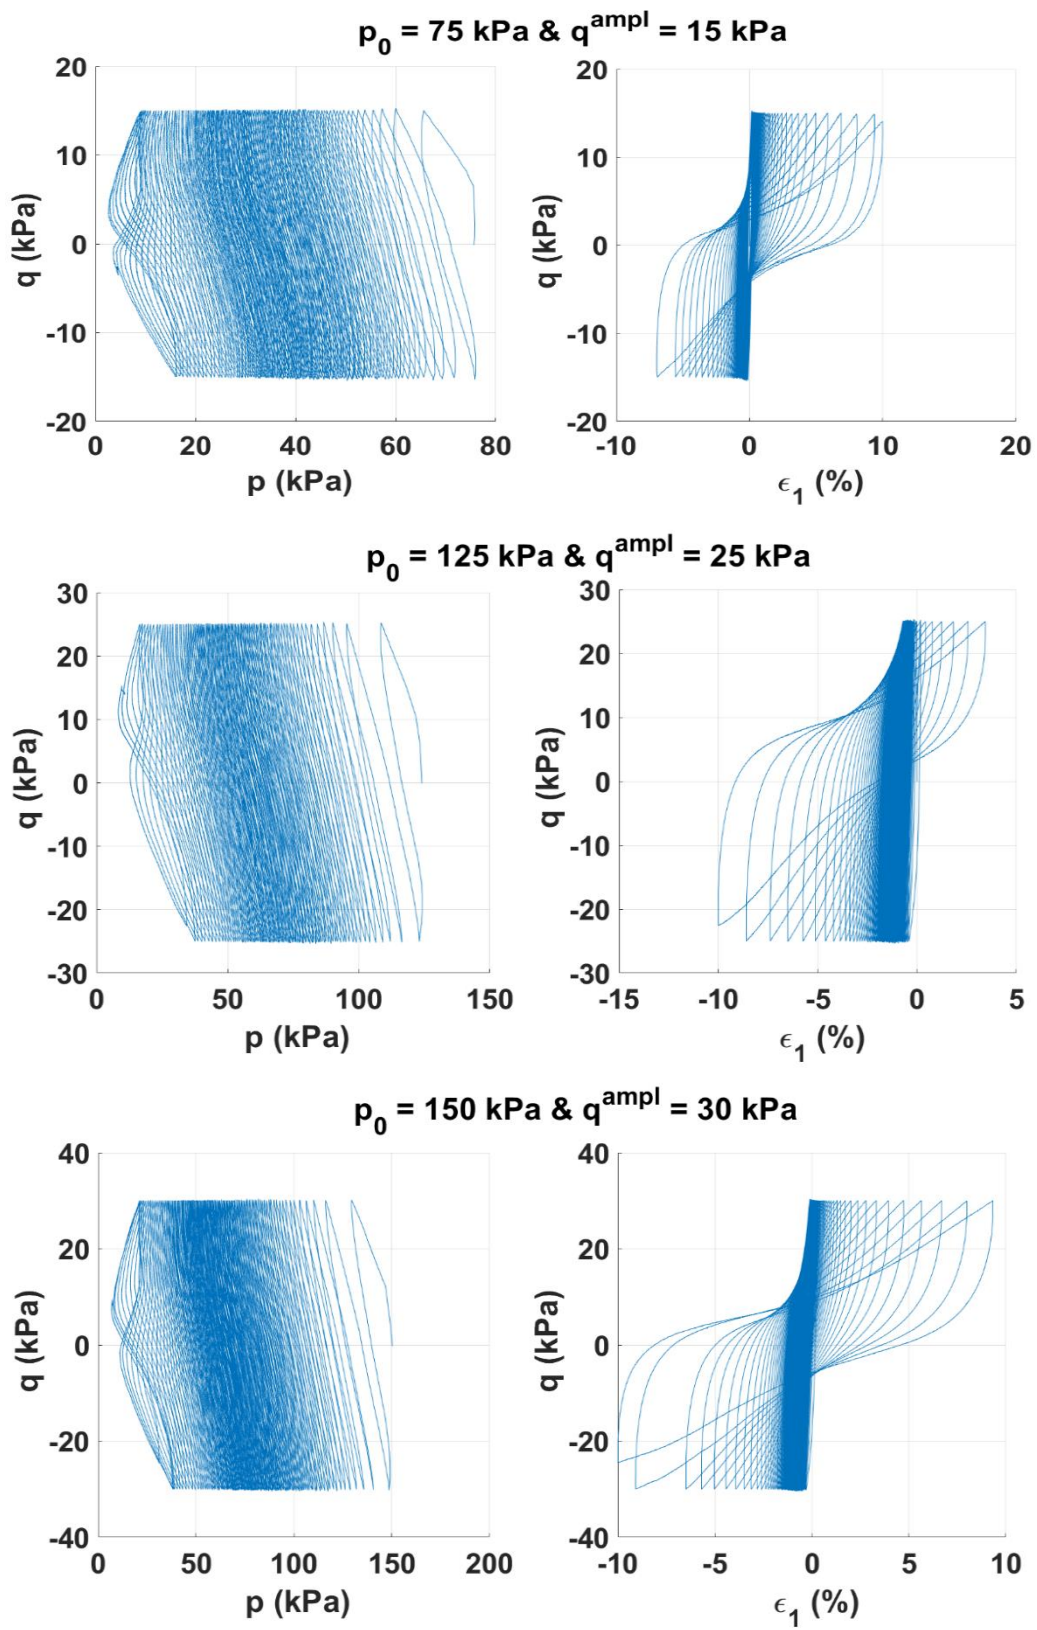 p0 = 75 kPa & q^ampl = 15 kPa
20
10
0
-10
-20
q (kPa)
0 20 40 60 80
p (kPa)
20
10
0
-10
-20
q (kPa)
-10 0 10 20
ϵ1 (%)
p0 = 125 kPa & q^ampl = 25 kPa
30
20
10
0
-10
-20
-30
q (kPa)
0 50 100 150
p (kPa)
30
20
10
0
-10
-20
-30
q (kPa)
-15 -10 -5 0 5
ϵ1 (%)
p0 = 150 kPa & q^ampl = 30 kPa
40
20
0
-20
-40
q (kPa)
0 50 100 150 200
p (kPa)
40
20
0
-20
-40
q (kPa)
-10 -5 0 5 10
ϵ1 (%)